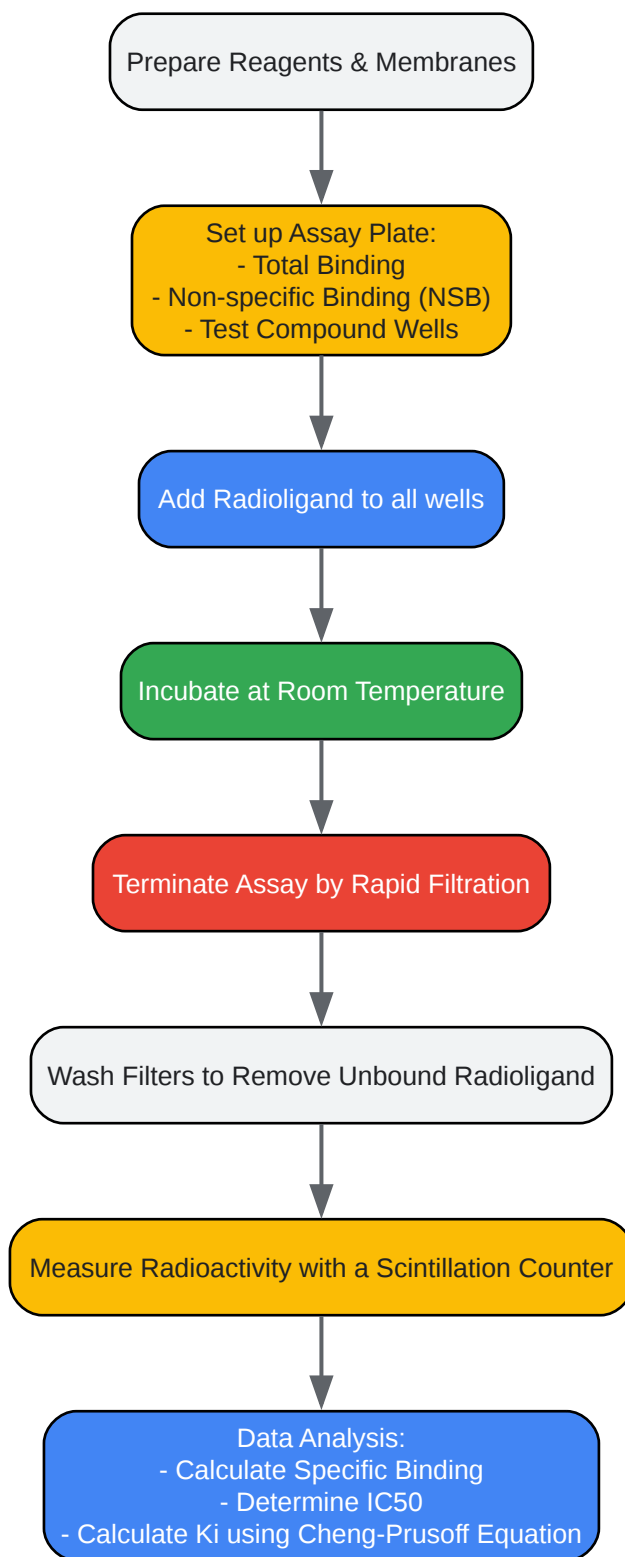 Prepare Reagents & Membranes
Set up Assay Plate:
- Total Binding
- Non-specific Binding (NSB)
- Test Compound Wells
Add Radioligand to all wells
Incubate at Room Temperature
Terminate Assay by Rapid Filtration
Wash Filters to Remove Unbound Radioligand
Measure Radioactivity with a Scintillation Counter
Data Analysis:
- Calculate Specific Binding
- Determine IC50
- Calculate Ki using Cheng-Prusoff Equation